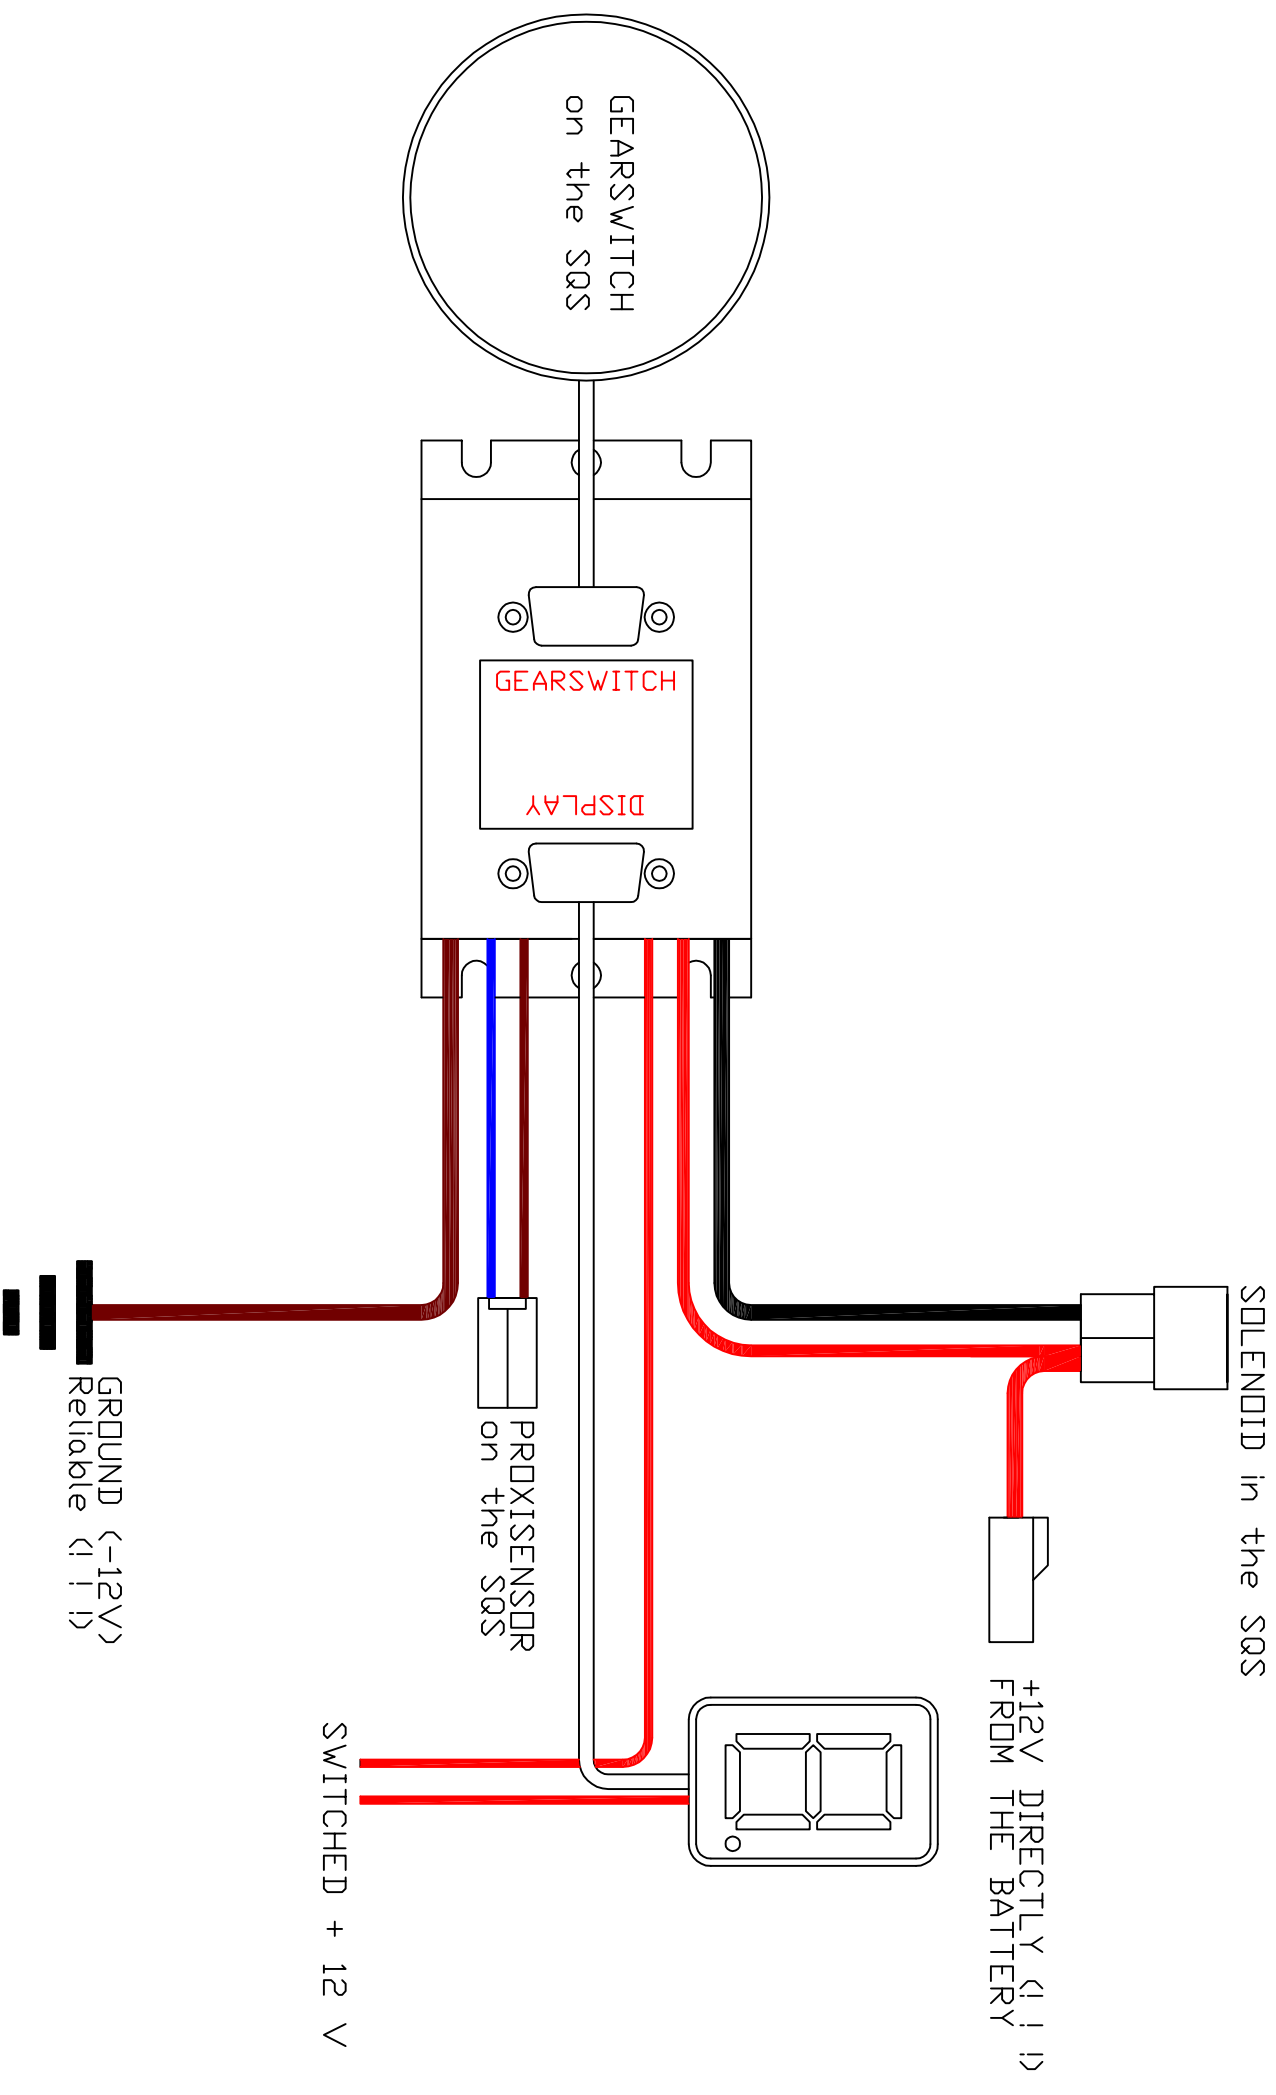 GEARSWITCH
on the SQS
GEARSWITCH
DISPLAY
SOLENOID in the SQS
+12V DIRECTLY (! ! !)
FROM THE BATTERY
PROXISENSOR
on the SQS
SWITCHED + 12 V
GROUND (-12V)
Reliable (! ! !)